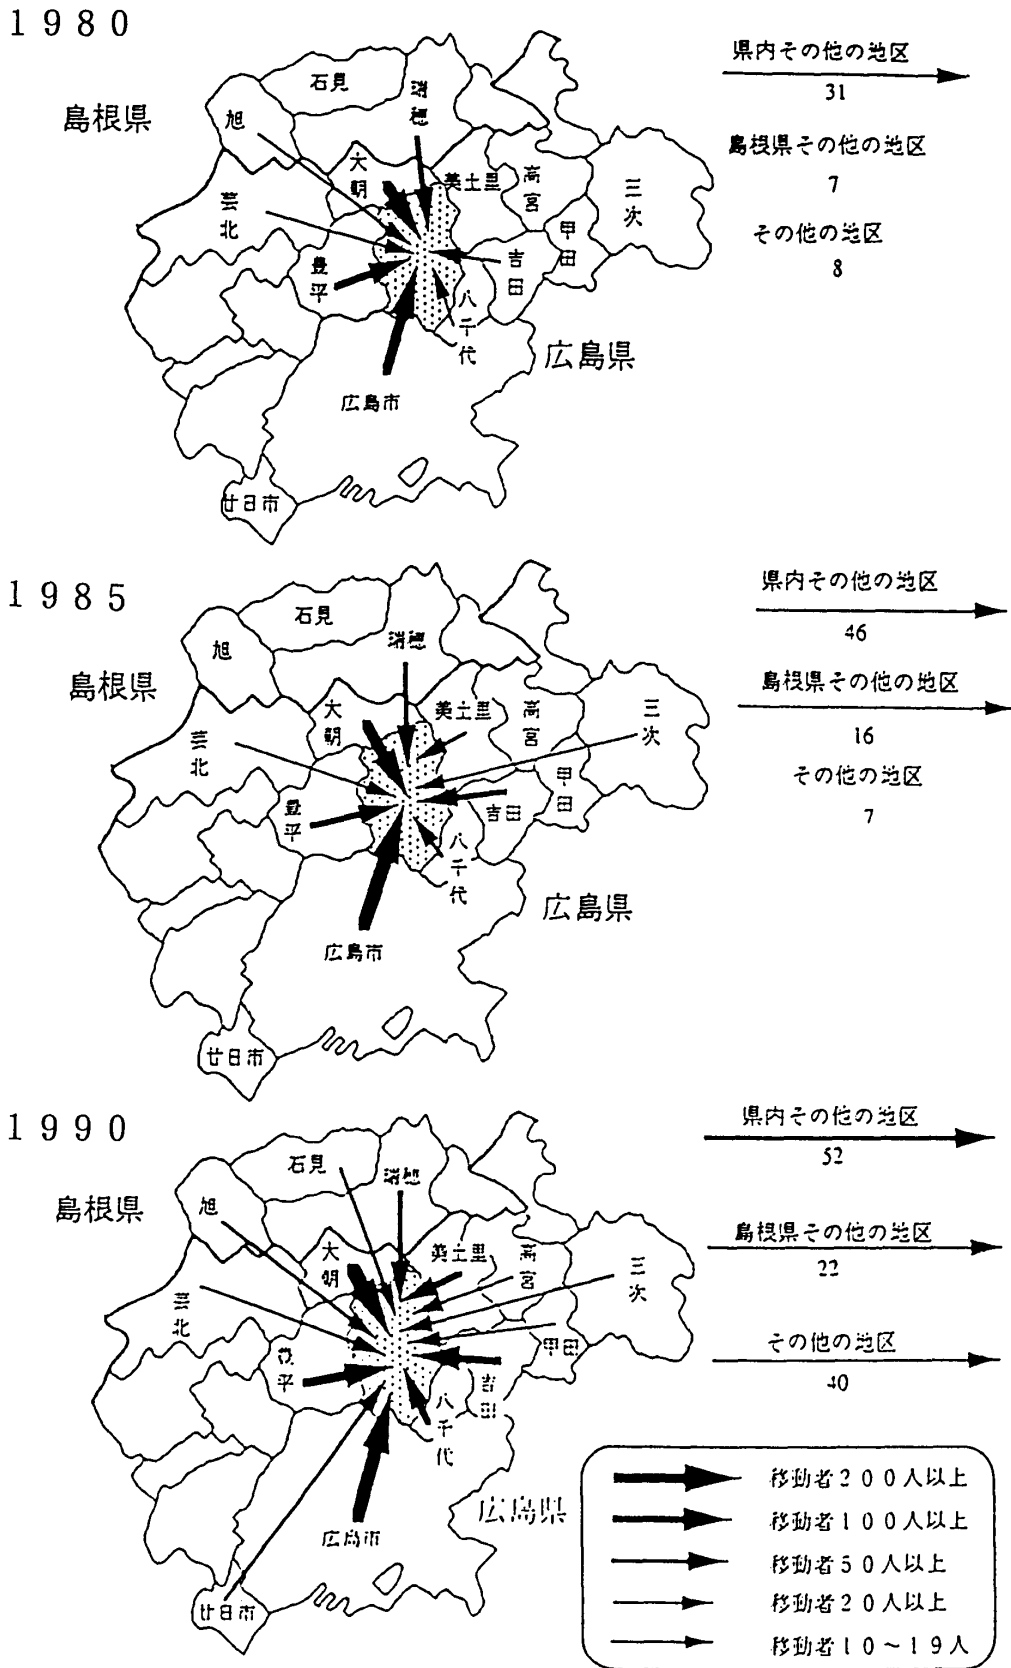 1980
県内その他の地区
31
島根県その他の地区
7
その他の地区
8
島根県
石見
瑞穂
旭
大朝
美土里
高宮
三次
芸北
甲田
豊平
吉田
八千代
広島県
広島市
廿日市
1985
県内その他の地区
46
島根県その他の地区
16
その他の地区
7
島根県
石見
瑞穂
旭
大朝
美土里
高宮
三次
芸北
甲田
豊平
吉田
八千代
広島県
広島市
廿日市
1990
県内その他の地区
52
島根県その他の地区
22
その他の地区
40
島根県
石見
瑞穂
旭
大朝
美土里
高宮
三次
芸北
甲田
豊平
吉田
八千代
広島県
広島市
廿日市
移動者200人以上
移動者100人以上
移動者50人以上
移動者20人以上
移動者10~19人